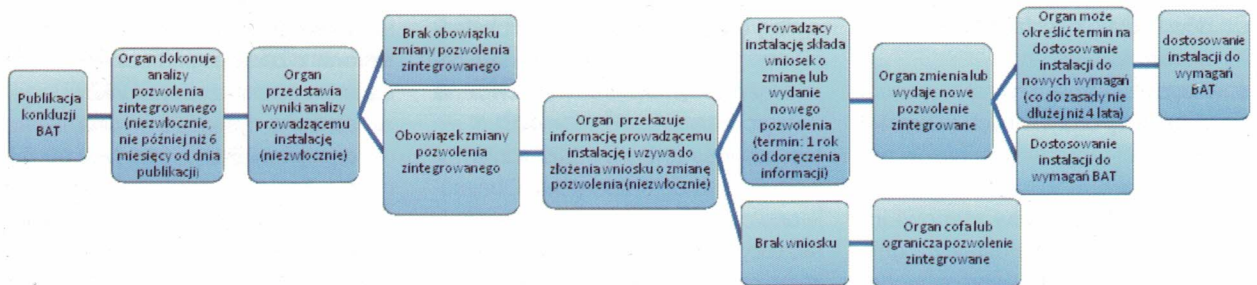 Publikacja
konkluzji
BAT
Organ dokonuje
analizy
pozwolenia
zintegrowanego
(niezwłocznie,
nie później niż 6
miesięcy od dnia
publikacji)
Organ
przedstawia
wyniki analizy
prowadzącemu
instalację
(niezwłocznie)
Brak obowiązku
zmiany pozwolenia
zintegrowanego
Obowiązek zmiany
pozwolenia
zintegrowanego
Organ przekazuje
informację prowadzącemu
instalację i wzywa do
złożenia wniosku o zmianę
pozwolenia (niezwłocznie)
Prowadzący
instalację składa
wniosek o
zmianę lub
wydanie
nowego
pozwolenia
(termin: 1 rok
od doręczenia
informacji)
Brak wniosku
Organ zmienia lub
wydaje nowe
pozwolenie
zintegrowane
Organ cofa lub
ogranicza pozwolenie
zintegrowane
Organ może
określić termin na
dostosowanie
instalacji do
nowych wymagań
(co do zasady nie
dłużej niż 4 lata)
Dostosowanie
instalacji do
wymagań BAT
dostosowanie
instalacji do
wymagań
BAT